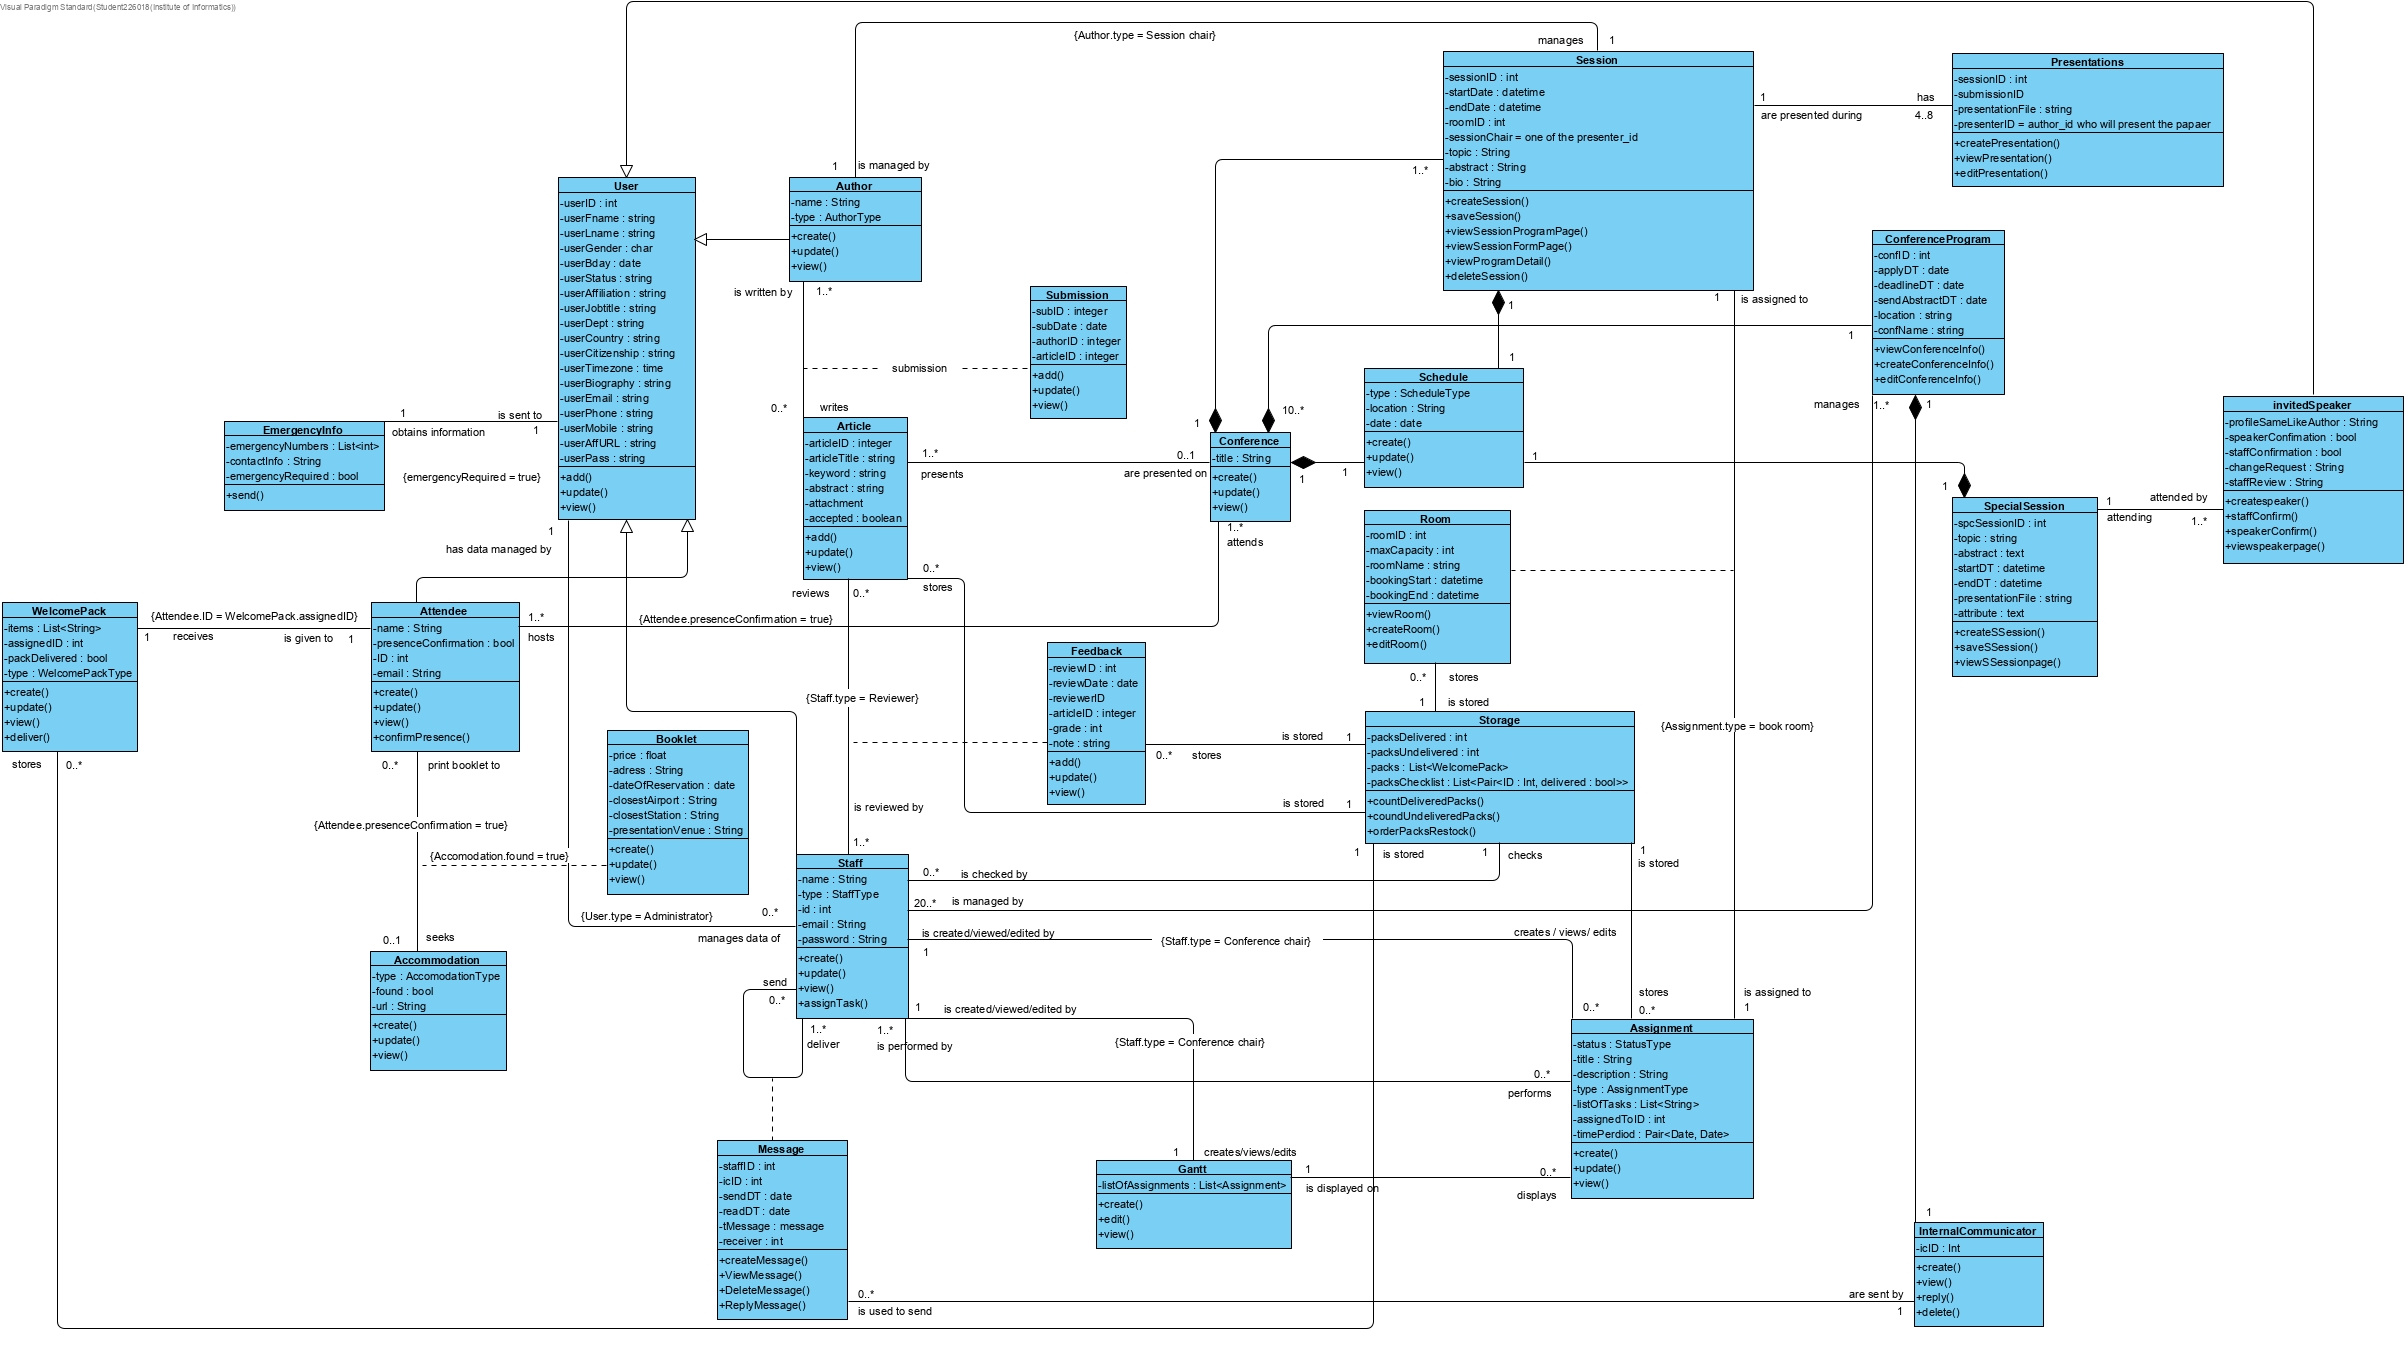 Visual Paradigm Standard(Student226018(Institute of Informatics))
{Author.type = Session chair}
manages
1
Session
-sessionID : int
-startDate : datetime
-endDate : datetime
-roomID : int
-sessionChair = one of the presenter_id
-topic : String
-abstract : String
-bio : String
+createSession()
+saveSession()
+viewSessionProgramPage()
+viewSessionFormPage()
+viewProgramDetail()
+deleteSession()
1
has
are presented during
4..8
Presentations
-sessionID : int
-submissionID
-presentationFile : string
-presenterID = author_id who will present the papaer
+createPresentation()
+viewPresentation()
+editPresentation()
1
is managed by
1..*
User
-userID : int
-userFname : string
-userLname : string
-userGender : char
-userBday : date
-userStatus : string
-userAffiliation : string
-userJobtitle : string
-userDept : string
-userCountry : string
-userCitizenship : string
-userTimezone : time
-userBiography : string
-userEmail : string
-userPhone : string
-userMobile : string
-userAffURL : string
-userPass : string
+add()
+update()
+view()
Author
-name : String
-type : AuthorType
+create()
+update()
+view()
is written by
1..*
Submission
-subID : integer
-subDate : date
-authorID : integer
-articleID : integer
+add()
+update()
+view()
submission
0..*
writes
1
1
is assigned to
ConferenceProgram
-confID : int
-applyDT : date
-deadlineDT : date
-sendAbstractDT : date
-location : string
-confName : string
+viewConferenceInfo()
+createConferenceInfo()
+editConferenceInfo()
1
manages
1..*
1
1
Schedule
-type : ScheduleType
-location : String
-date : date
+create()
+update()
+view()
1
10..*
Conference
-title : String
+create()
+update()
+view()
1
1
1
1
invitedSpeaker
-profileSameLikeAuthor : String
-speakerConfimation : bool
-staffConfirmation : bool
-changeRequest : String
-staffReview : String
+createspeaker()
+staffConfirm()
+speakerConfirm()
+viewspeakerpage()
1
attended by
attending
1..*
SpecialSession
-spcSessionID : int
-topic : string
-abstract : text
-startDT : datetime
-endDT : datetime
-presentationFile : string
-attribute : text
+createSSession()
+saveSSession()
+viewSSessionpage()
EmergencyInfo
-emergencyNumbers : List<int>
-contactInfo : String
-emergencyRequired : bool
+send()
1
is sent to
obtains information
1
{emergencyRequired = true}
Article
-articleID : integer
-articleTitle : string
-keyword : string
-abstract : string
-attachment
-accepted : boolean
+add()
+update()
+view()
1..*
0..1
presents
are presented on
1..*
attends
Room
-roomID : int
-maxCapacity : int
-roomName : string
-bookingStart : datetime
-bookingEnd : datetime
+viewRoom()
+createRoom()
+editRoom()
1
has data managed by
0..*
stores
reviews
0..*
WelcomePack
-items : List<String>
-assignedID : int
-packDelivered : bool
-type : WelcomePackType
+create()
+update()
+view()
+deliver()
{Attendee.ID = WelcomePack.assignedID}
1
receives
is given to
1
Attendee
-name : String
-presenceConfirmation : bool
-ID : int
-email : String
+create()
+update()
+view()
+confirmPresence()
1..*
hosts
{Attendee.presenceConfirmation = true}
Feedback
-reviewID : int
-reviewDate : date
-reviewerID
-articleID : integer
-grade : int
-note : string
+add()
+update()
+view()
{Staff.type = Reviewer}
0..*
stores
1
is stored
Storage
-packsDelivered : int
-packsUndelivered : int
-packs : List<WelcomePack>
-packsChecklist : List<Pair<ID : Int, delivered : bool>>
+countDeliveredPacks()
+coundUndeliveredPacks()
+orderPacksRestock()
{Assignment.type = book room}
is stored
1
0..*
stores
is stored
1
Booklet
-price : float
-adress : String
-dateOfReservation : date
-closestAirport : String
-closestStation : String
-presentationVenue : String
+create()
+update()
+view()
stores
0..*
0..*
print booklet to
{Attendee.presenceConfirmation = true}
{Accomodation.found = true}
is reviewed by
1..*
1
is stored
1
checks
1
is stored
Staff
-name : String
-type : StaffType
-id : int
-email : String
-password : String
+create()
+update()
+view()
+assignTask()
0..*
is checked by
20..*
is managed by
{User.type = Administrator}
0..*
manages data of
is created/viewed/edited by
1
{Staff.type = Conference chair}
creates / views/ edits
0..1
seeks
Accommodation
-type : AccomodationType
-found : bool
-url : String
+create()
+update()
+view()
send
0..*
1..*
deliver
1..*
is performed by
1
is created/viewed/edited by
{Staff.type = Conference chair}
0..*
stores
0..*
is assigned to
1
Assignment
-status : StatusType
-title : String
-description : String
-type : AssignmentType
-listOfTasks : List<String>
-assignedToID : int
-timePerdiod : Pair<Date, Date>
+create()
+update()
+view()
0..*
performs
Message
-staffID : int
-icID : int
-sendDT : date
-readDT : date
-tMessage : message
-receiver : int
+createMessage()
+ViewMessage()
+DeleteMessage()
+ReplyMessage()
1
creates/views/edits
Gantt
-listOfAssignments : List<Assignment>
+create()
+edit()
+view()
1
is displayed on
0..*
displays
1
InternalCommunicator
-icID : Int
+create()
+view()
+reply()
+delete()
0..*
is used to send
are sent by
1